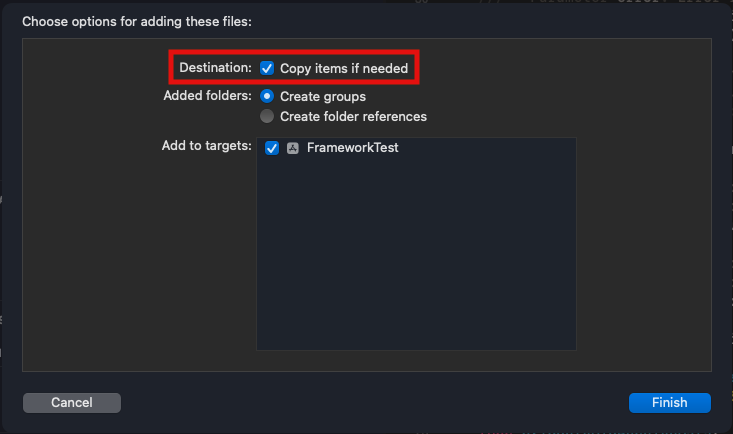 Choose options for adding these files:
Destination: Copy items if needed
Added folders: Create groups
Create folder references
Add to targets: FrameworkTest
Cancel
Finish